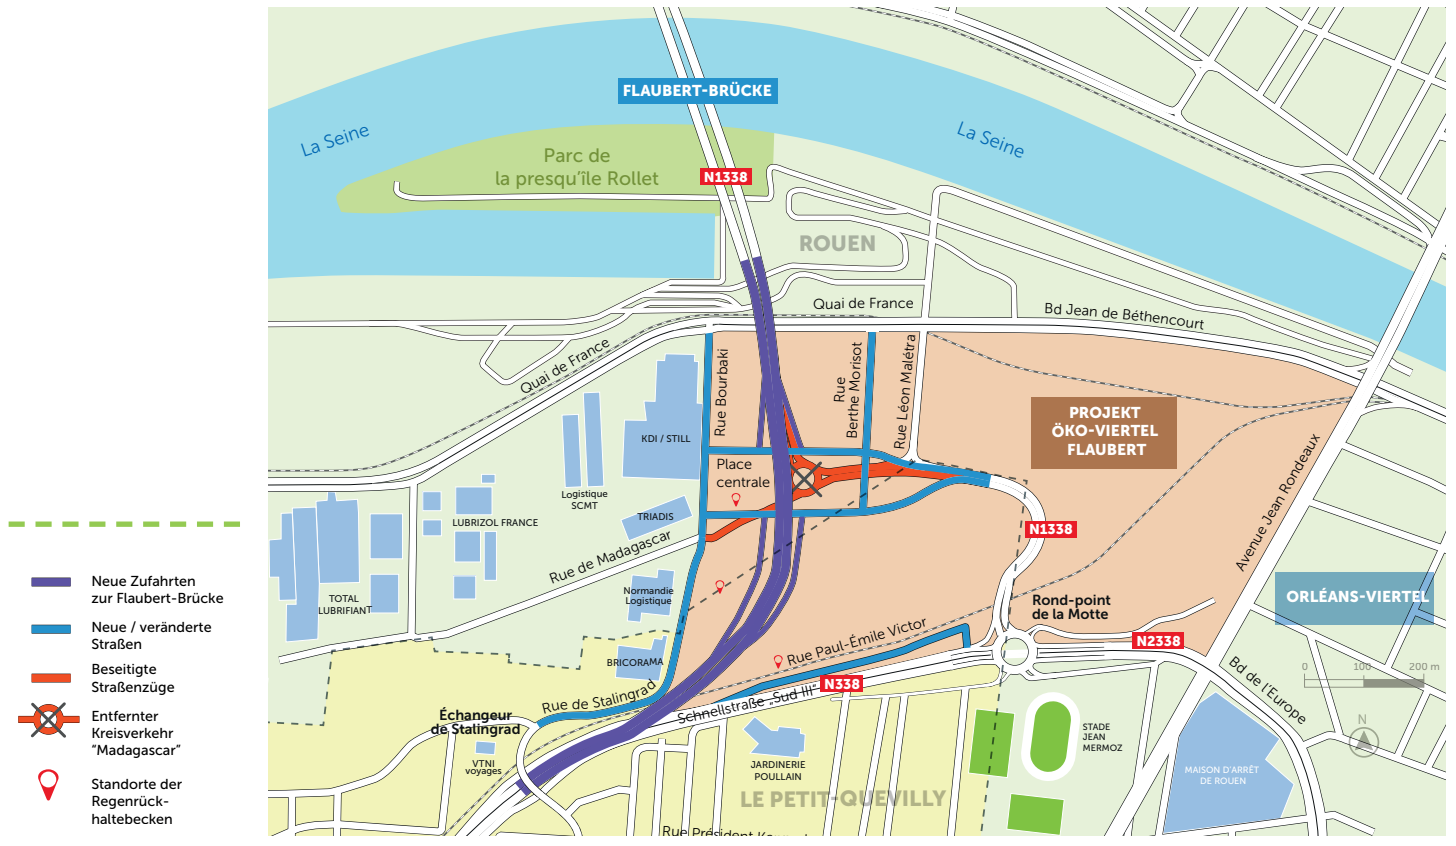 FLAUBERT-BRÜCKE
La Seine
La Seine
Parc de
la presqu’île Rollet
N1338
ROUEN
Quai de France
Bd Jean de Béthencourt
Quai de France
Rue Bourbaki
Rue
Berthe Morisot
Rue Léon Malétra
PROJEKT
ÖKO-VIERTEL
FLAUBERT
KDI / STILL
Place
centrale
Logistique
SCMT
TRIADIS
LUBRIZOL FRANCE
Rue de Madagascar
N1338
Avenue Jean Rondeaux
TOTAL
LUBRIFIANT
Normandie
Logistique
ORLÉANS-VIERTEL
Rond-point
de la Motte
N2338
Rue Paul-Émile Victor
BRICORAMA
N338
0 100 200 m
Rue de Stalingrad
Schnellstraße „Sud III“
Bd de l’Europe
Échangeur
de Stalingrad
N
STADE
JEAN
MERMOZ
VTNI
voyages
JARDINERIE
POULLAIN
MAISON D’ARRÊT
DE ROUEN
LE PETIT-QUEVILLY
Neue Zufahrten
zur Flaubert-Brücke
Neue / veränderte
Straßen
Beseitigte
Straßenzüge
Entfernter
Kreisverkehr
“Madagascar”
Standorte der
Regenrück-
haltebecken
Rue Président